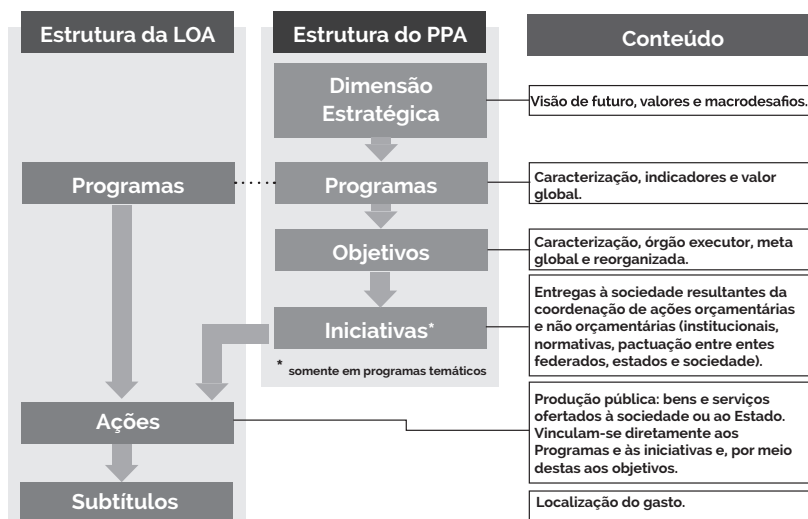 Estrutura da LOA
Estrutura do PPA
Conteúdo
Dimensão
Estratégica
Visão de futuro, valores e macrodesafios.
Programas
Programas
Caracterização, indicadores e valor
global.
Objetivos
Caracterização, órgão executor, meta
global e reorganizada.
Iniciativas*
Entregas à sociedade resultantes da
coordenação de ações orçamentárias
e não orçamentárias (institucionais,
normativas, pactuação entre entes
federados, estados e sociedade).
* somente em programas temáticos
Ações
Produção pública: bens e serviços
ofertados à sociedade ou ao Estado.
Vinculam-se diretamente aos
Programas e às iniciativas e, por meio
destas aos objetivos.
Subtítulos
Localização do gasto.